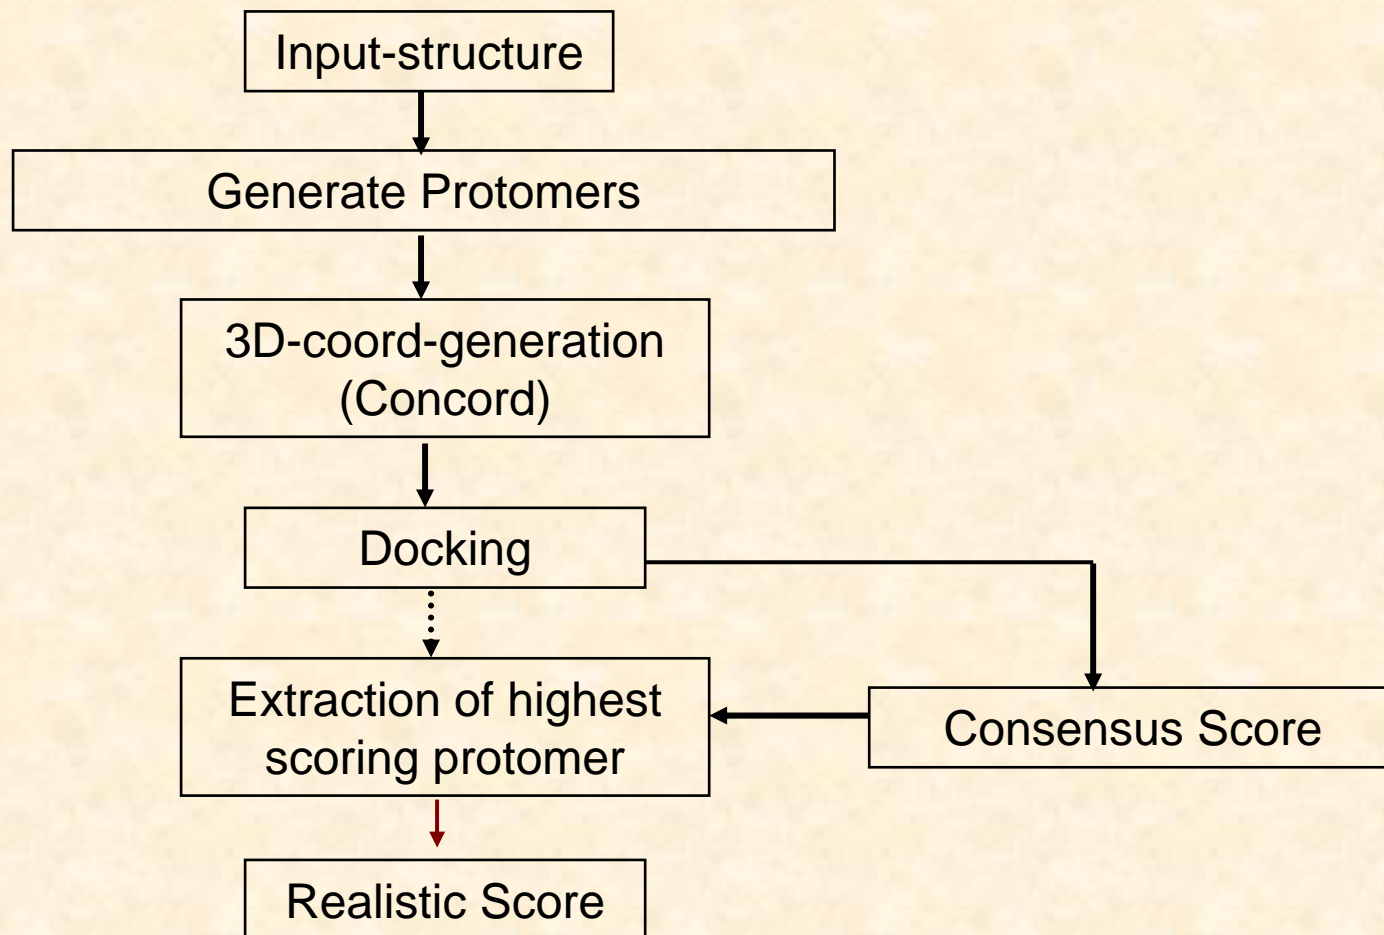 Input-structure
Generate Protomers
3D-coord-generation
(Concord)
Docking
Extraction of highest
scoring protomer
Consensus Score
Realistic Score